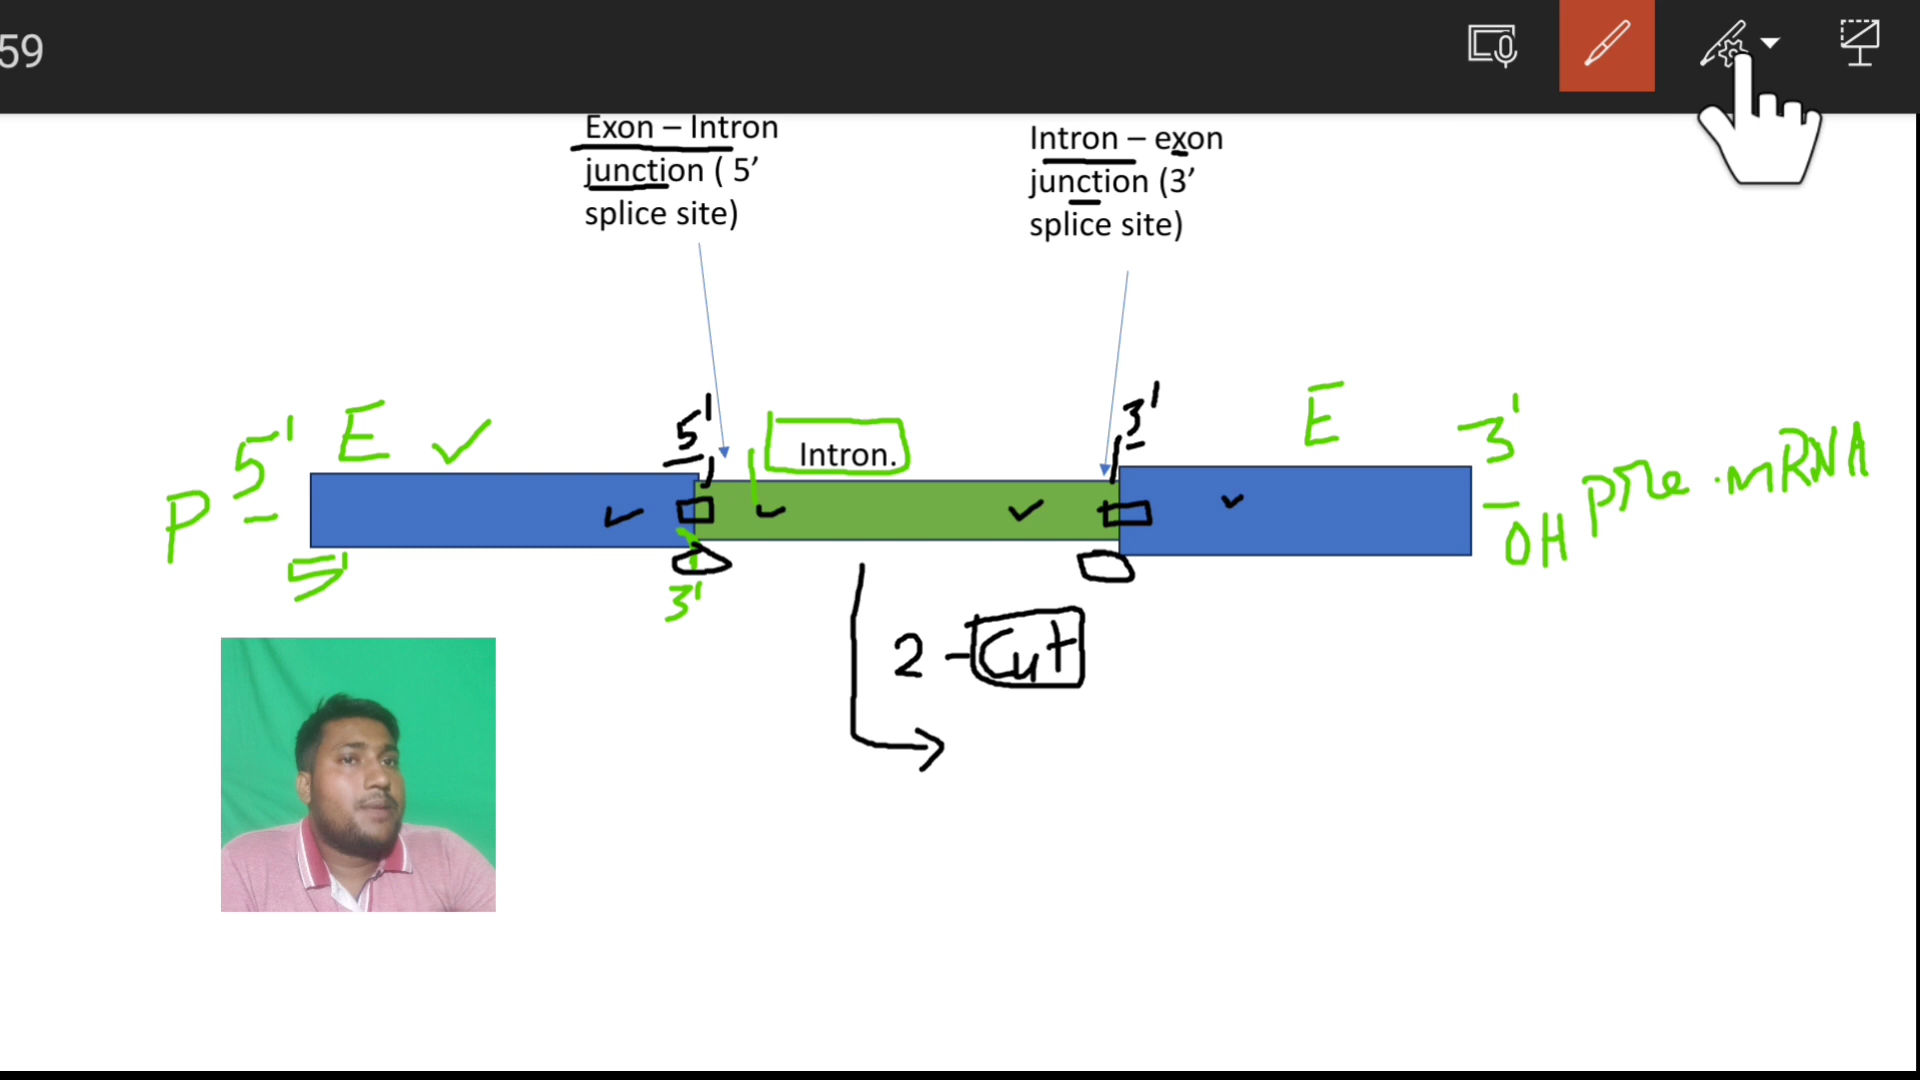 59
Exon – Intron
junction ( 5’
splice site)
Intron – exon
junction (3’
splice site)
5'
E
5'
Intron.
3'
E
3'
P
pre-mRNA
OH
5'
3'
2 - Cut